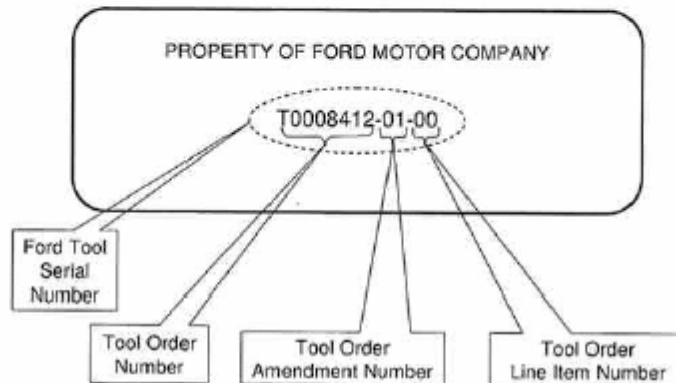 PROPERTY OF FORD MOTOR COMPANY
T0008412-01-00
Ford Tool
Serial
Number
Tool Order
Number
Tool Order
Amendment Number
Tool Order
Line Item Number